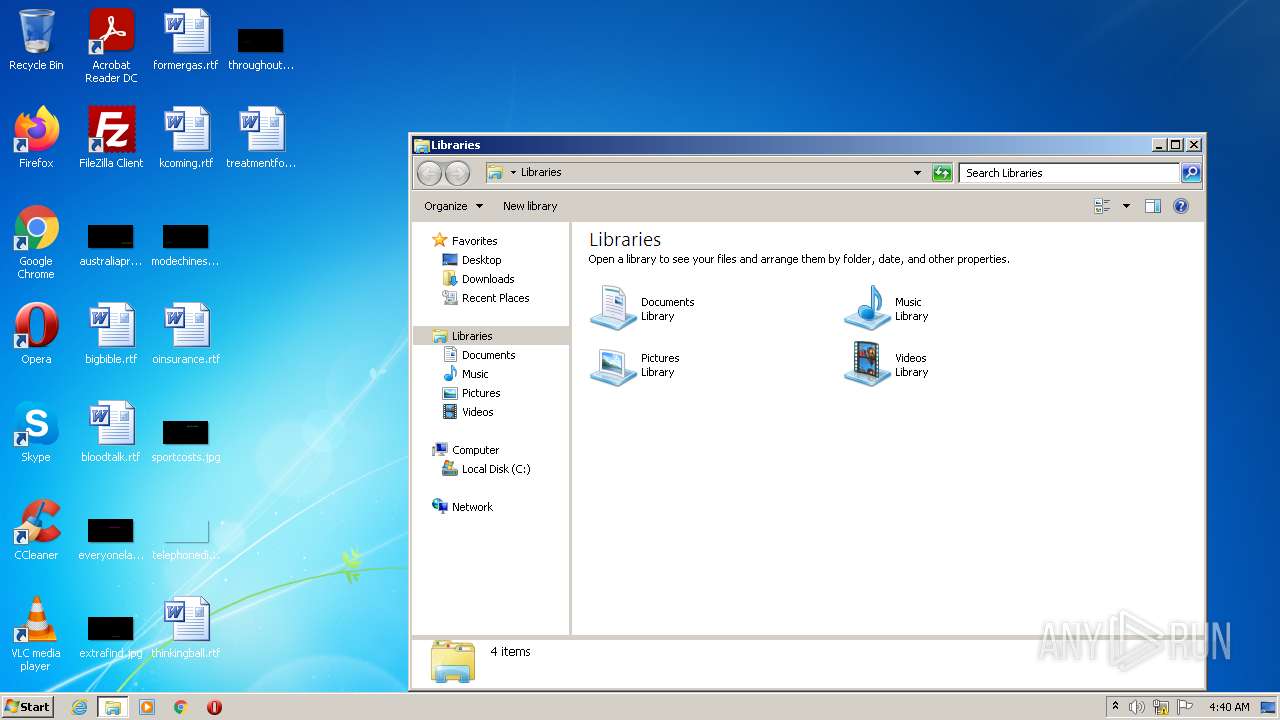 Recycle Bin
Acrobat
Reader DC
formergas.rtf
throughout...
Firefox
FileZilla Client
kcoming.rtf
treatmentfo...
Google
Chrome
australiapr...
modechines...
Opera
bigbible.rtf
oinsurance.rtf
Skype
bloodtalk.rtf
sportcosts.jpg
CCleaner
everyonela...
telephonedi...
VLC media
player
extrafind.jpg
thinkingball.rtf
Libraries
Libraries
Search Libraries
Organize
New library
Favorites
Desktop
Downloads
Recent Places
Libraries
Documents
Music
Pictures
Videos
Computer
Local Disk (C:)
Network
Libraries
Open a library to see your files and arrange them by folder, date, and other properties.
Documents
Library
Music
Library
Pictures
Library
Videos
Library
4 items
ANY RUN
Start
4:40 AM